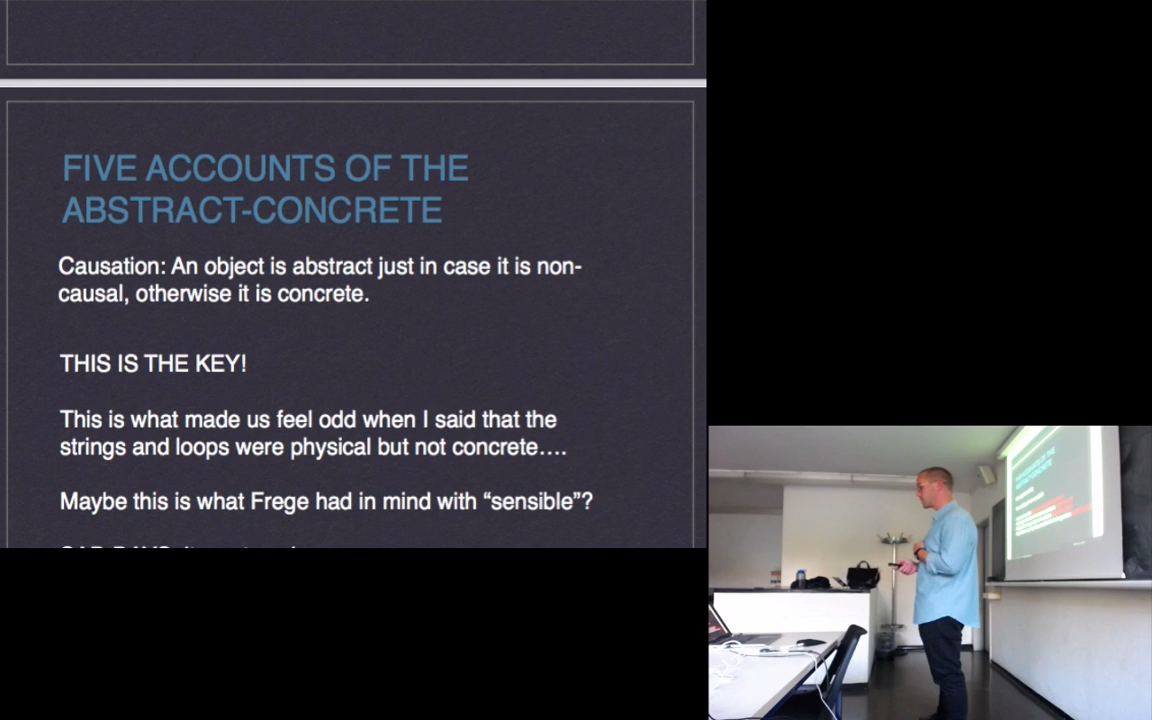 FIVE ACCOUNTS OF THE
ABSTRACT-CONCRETE
Causation: An object is abstract just in case it is non-
causal, otherwise it is concrete.
THIS IS THE KEY!
This is what made us feel odd when I said that the
strings and loops were physical but not concrete….
Maybe this is what Frege had in mind with “sensible”?